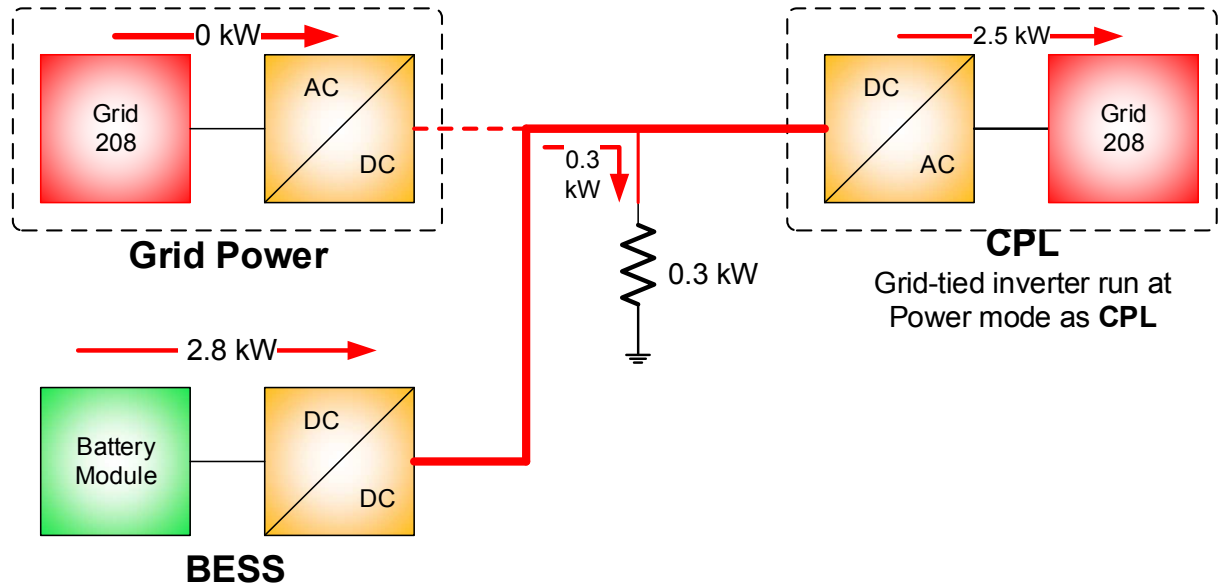 0 kW
Grid
208
AC
DC
Grid Power
2.8 kW
Battery
Module
DC
DC
BESS
0.3
kW
0.3 kW
2.5 kW
DC
AC
Grid
208
CPL
Grid-tied inverter run at
Power mode as CPL